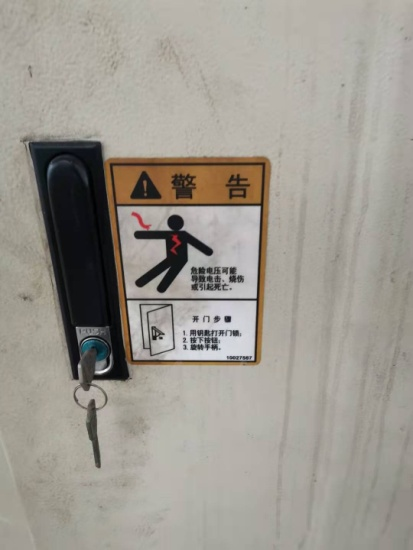 警告
危险电压可能
导致电击、烧伤
或引起死亡。
开门步骤
1. 用钥匙打开门锁;
2. 按下按钮;
3. 旋转手柄。
10027597
PUSH